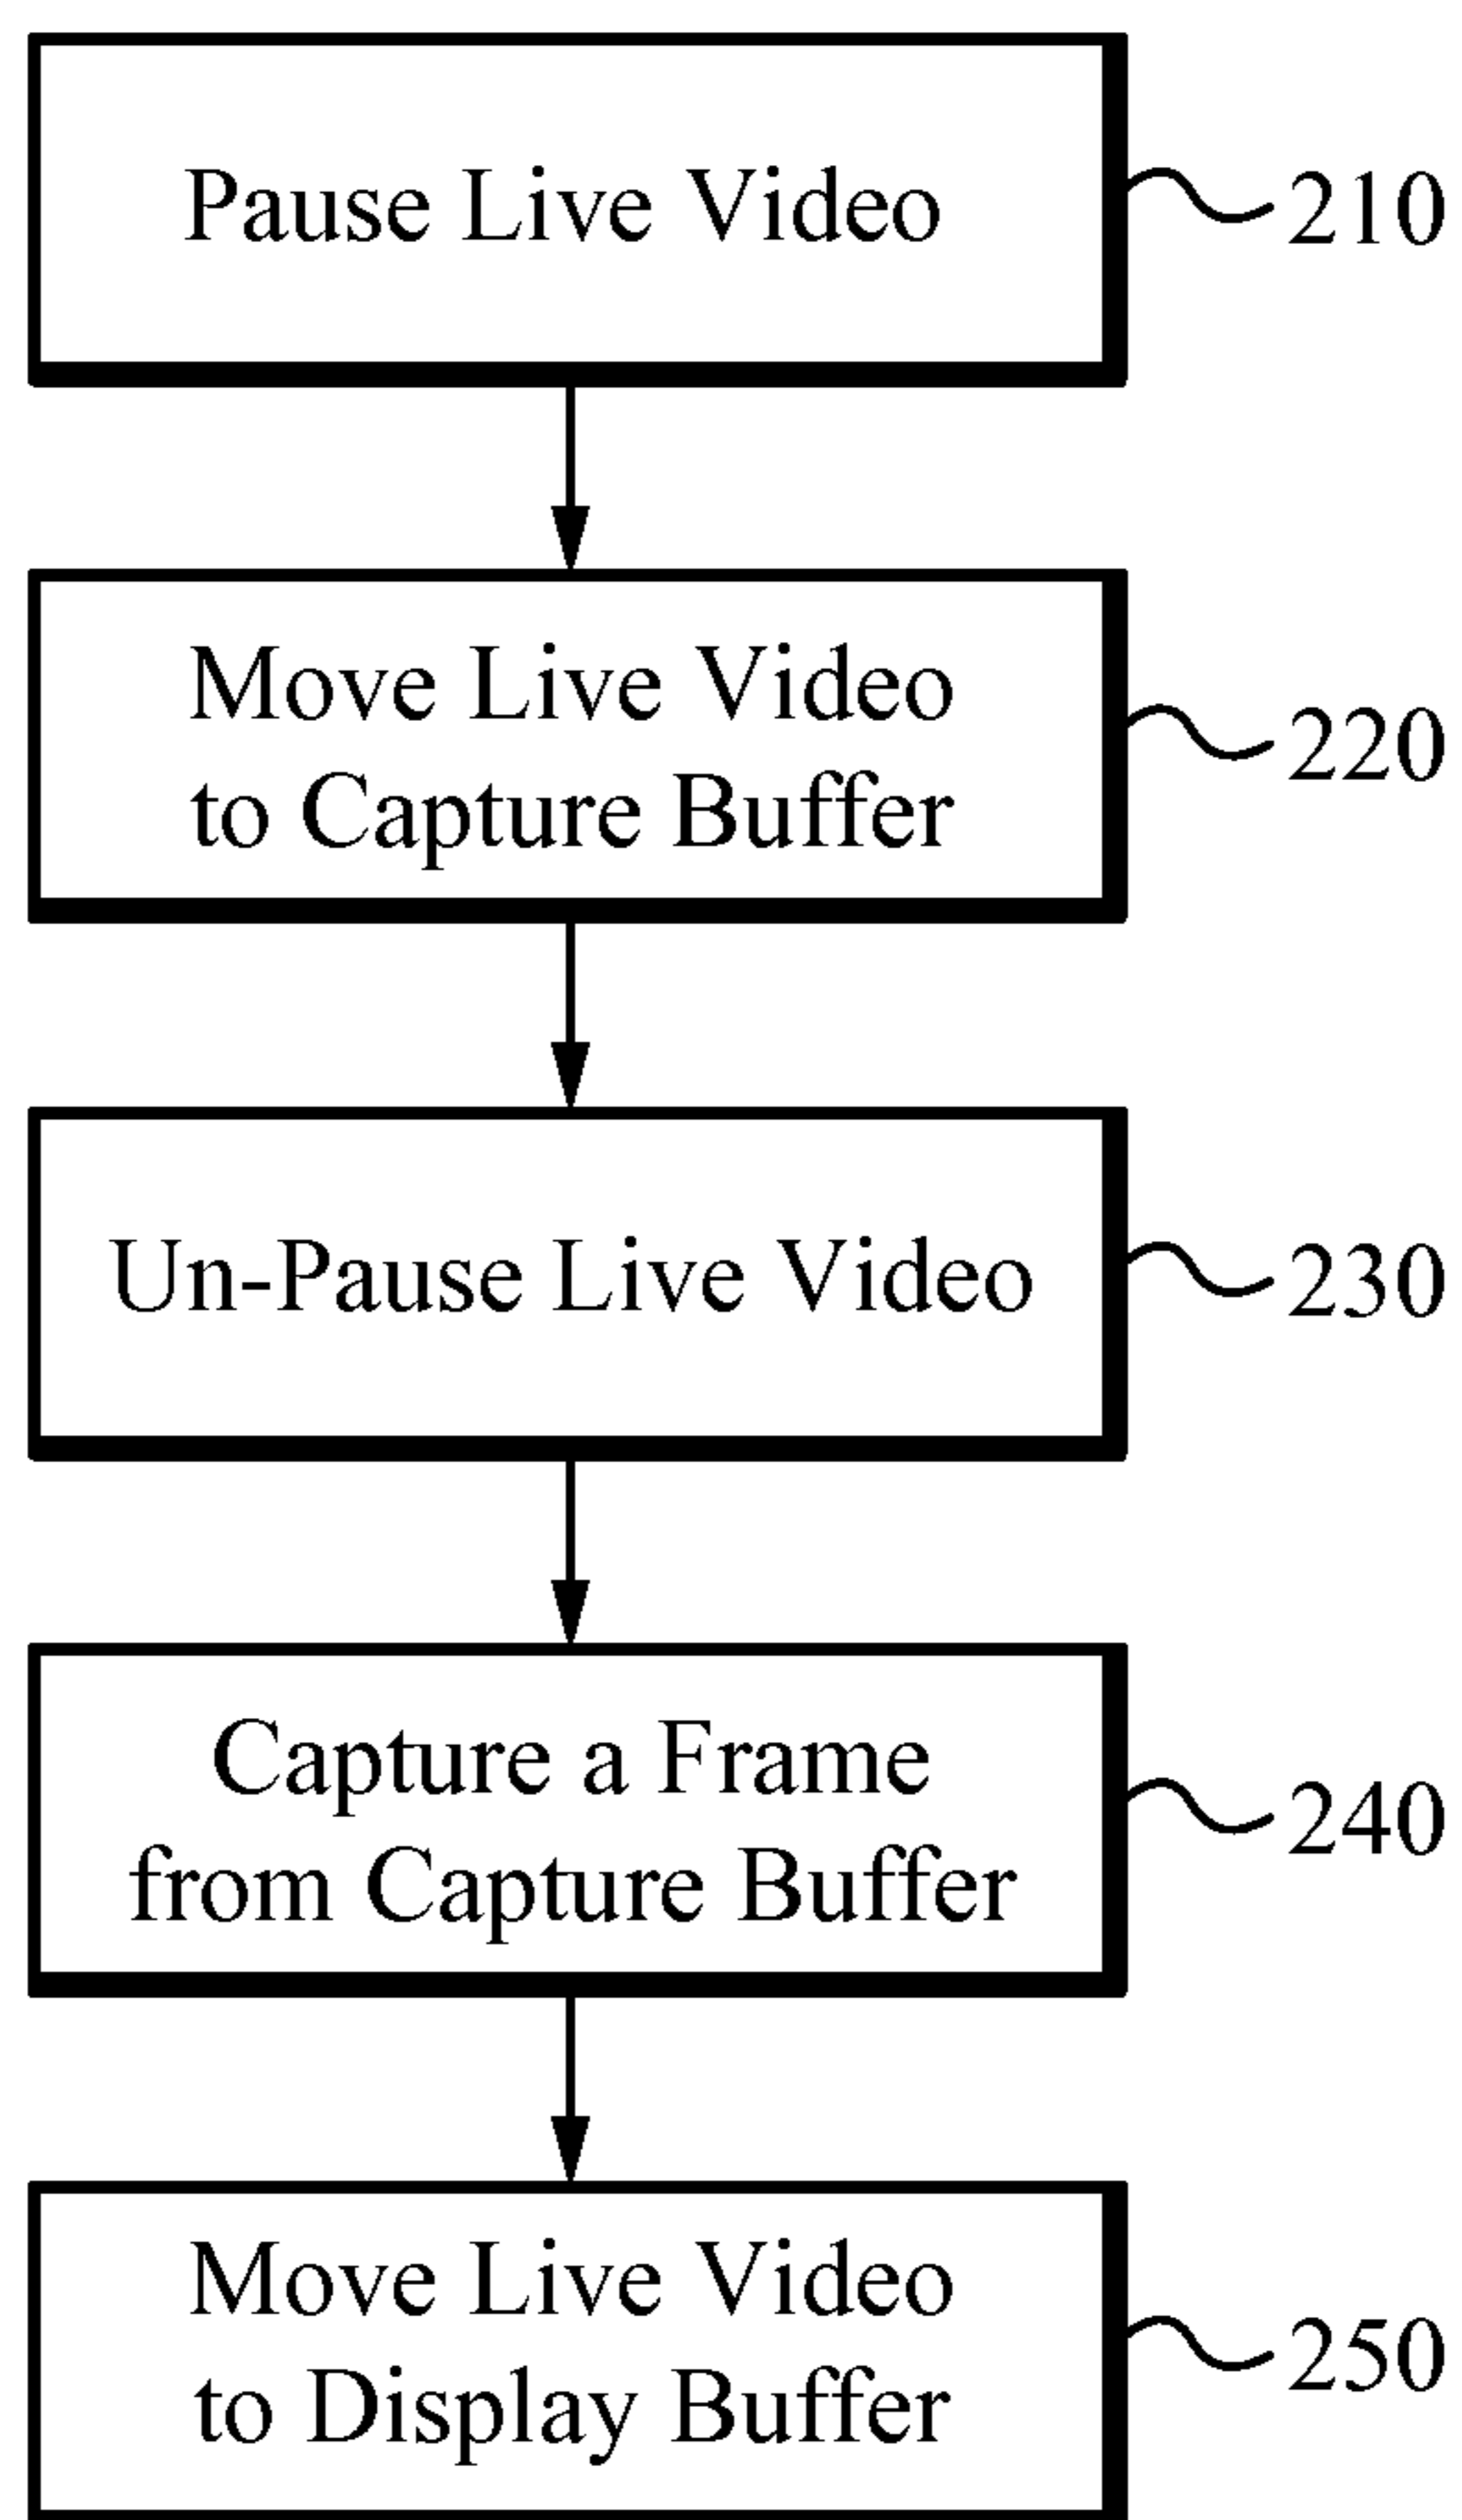 Pause Live Video
210
Move Live Video
to Capture Buffer
220
Un-Pause Live Video
230
Capture a Frame
from Capture Buffer
240
Move Live Video
to Display Buffer
250